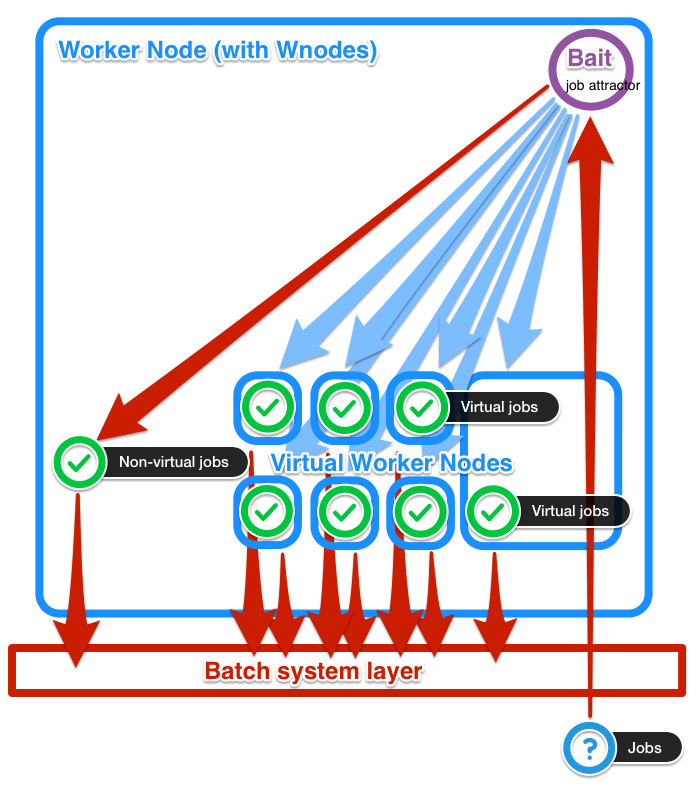 Worker Node (with Wnodes)
Bait
job attractor
Virtual jobs
Non-virtual jobs
Virtual Worker Nodes
Virtual jobs
Batch system layer
?
Jobs